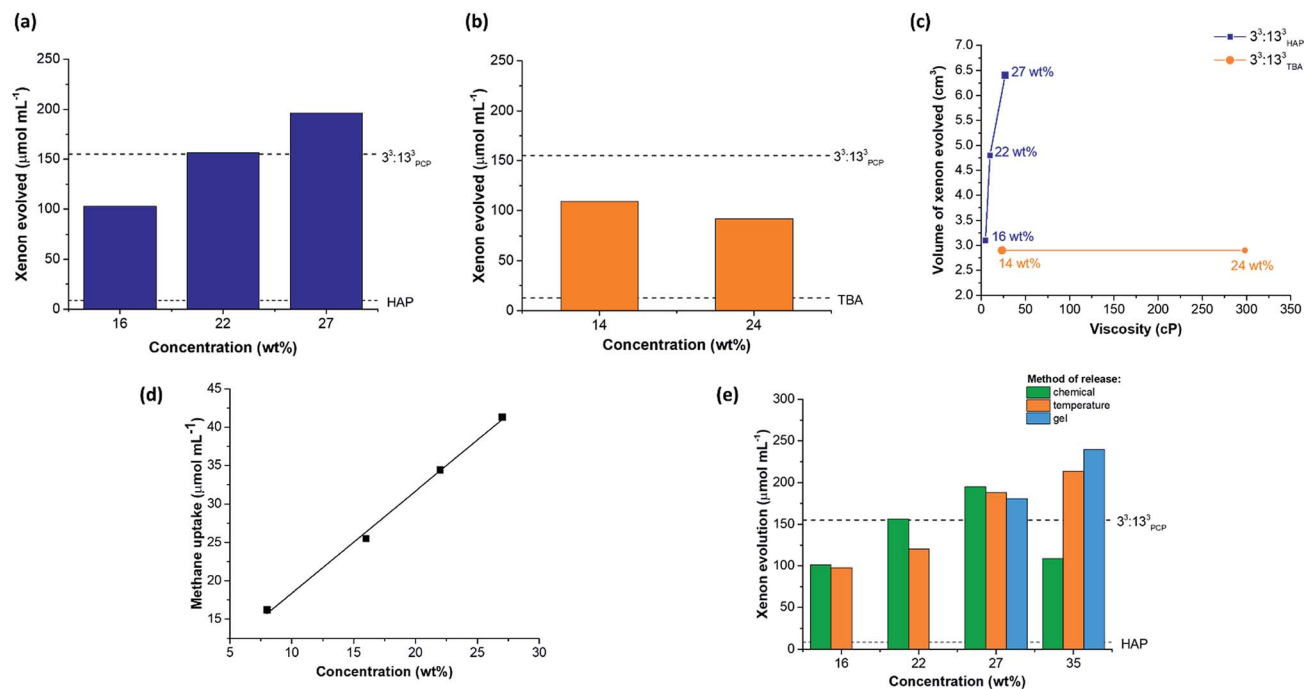 (a)
250
200
150
100
50
0
Xenon evolved (μmol mL⁻¹)
3³:13³PCP
HAP
16 22 27
Concentration (wt%)
(b)
250
200
150
100
50
0
Xenon evolved (μmol mL⁻¹)
3³:13³PCP
TBA
14 24
Concentration (wt%)
(c)
3³:13³HAP
3³:13³TBA
7.0
6.5
6.0
5.5
5.0
4.5
4.0
3.5
3.0
2.5
2.0
Volume of xenon evolved (cm³)
27 wt%
22 wt%
16 wt%
14 wt%
24 wt%
0 50 100 150 200 250 300 350
Viscosity (cP)
(d)
45
40
35
30
25
20
15
Methane uptake (μmol mL⁻¹)
5 10 15 20 25 30
Concentration (wt%)
(e)
Method of release:
chemical
temperature
gel
300
250
200
150
100
50
0
Xenon evolution (μmol mL⁻¹)
3³:13³PCP
HAP
16 22 27 35
Concentration (wt%)